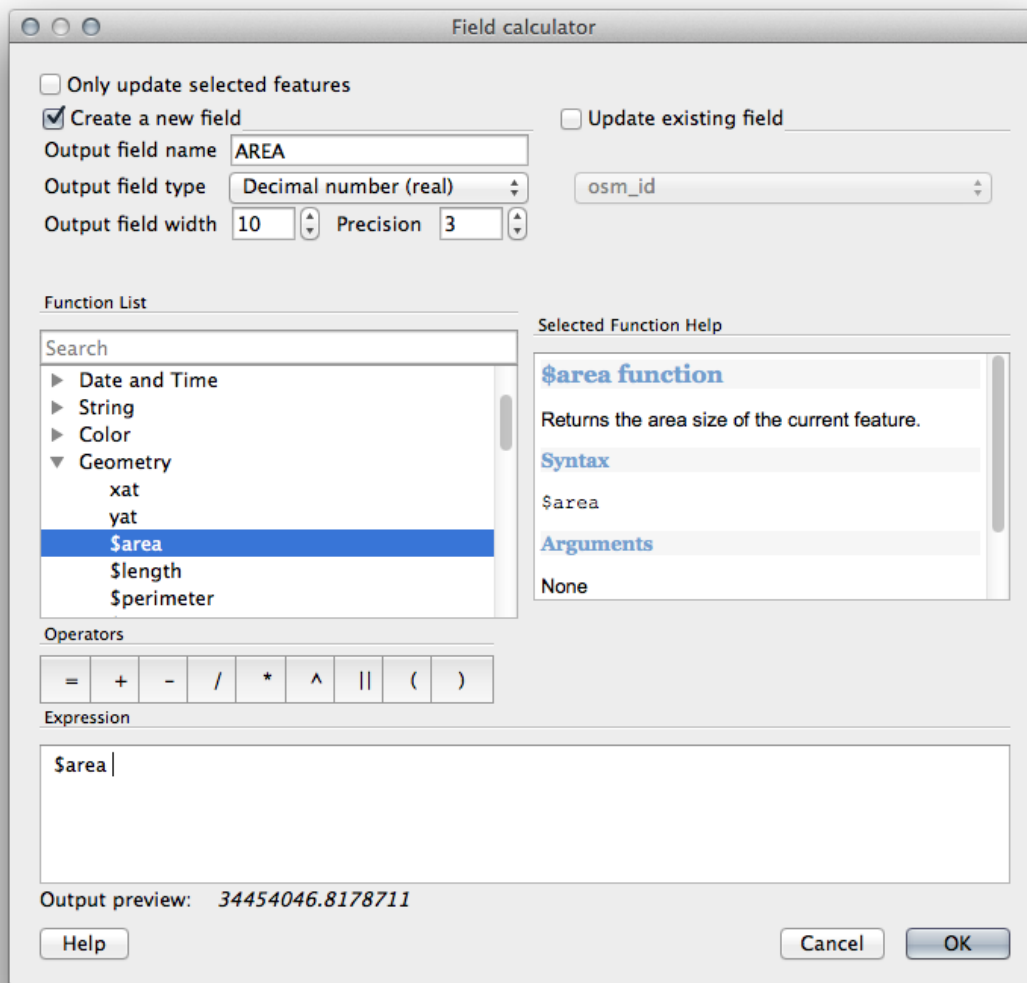 Field calculator
Only update selected features
Create a new field
Update existing field
Output field name AREA
Output field type Decimal number (real)
osm_id
Output field width 10 Precision 3
Function List
Selected Function Help
Search
Date and Time
String
Color
Geometry
xat
yat
$area
$length
$perimeter
$area function
Returns the area size of the current feature.
Syntax
$area
Arguments
None
Operators
= + - / * ^ || ( )
Expression
$area
Output preview: 34454046.8178711
Help
Cancel
OK